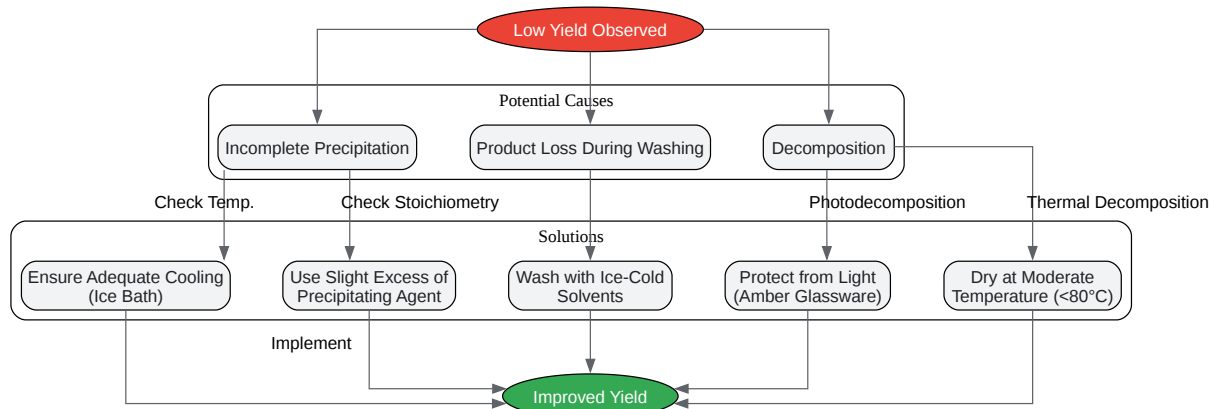 Low Yield Observed
Potential Causes
Incomplete Precipitation
Product Loss During Washing
Decomposition
Check Temp.
Check Stoichiometry
Photodecomposition
Thermal Decomposition
Solutions
Ensure Adequate Cooling
(Ice Bath)
Use Slight Excess of
Precipitating Agent
Wash with Ice-Cold
Solvents
Protect from Light
(Amber Glassware)
Dry at Moderate
Temperature (<80°C)
Implement
Improved Yield